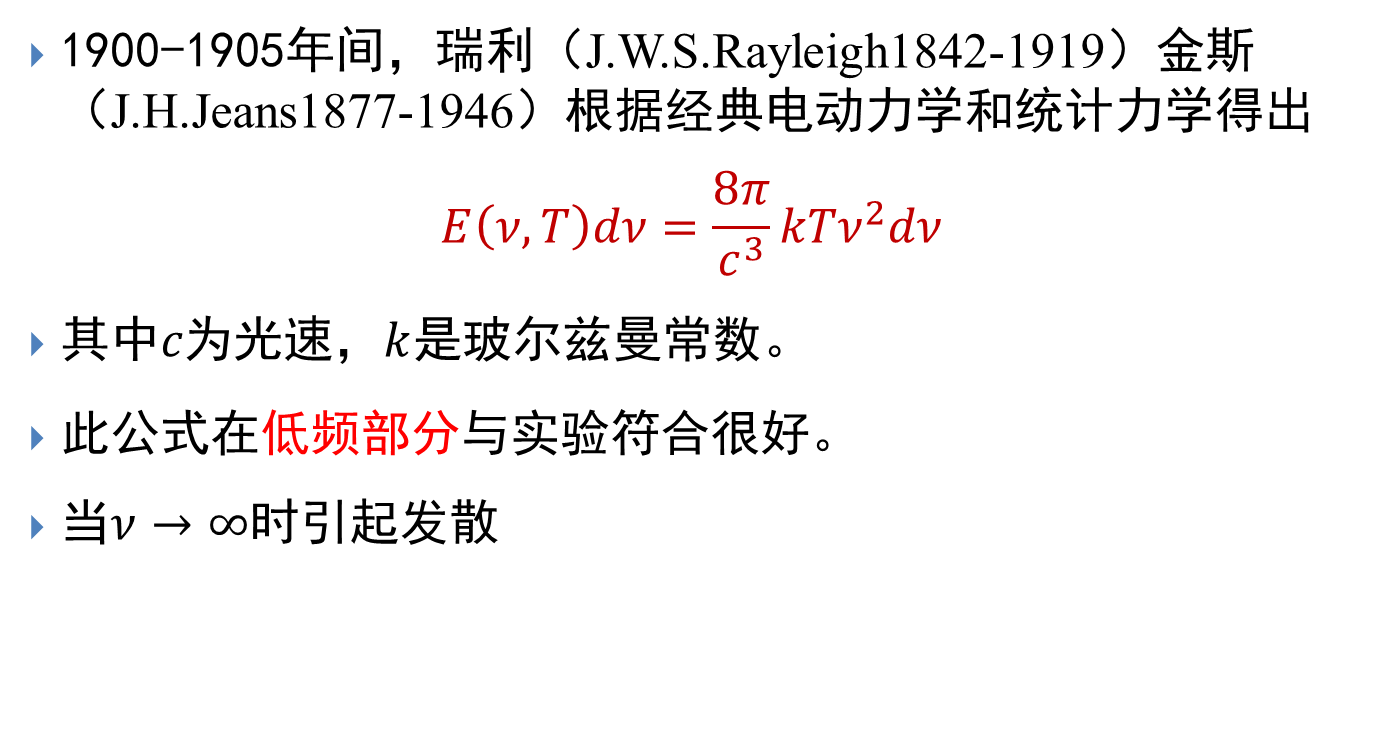 1900-1905年间，瑞利（J.W.S.Rayleigh1842-1919）金斯
（J.H.Jeans1877-1946）根据经典电动力学和统计力学得出
E(ν,T)dν = 8π/c³ kTν²dν
其中c为光速，k是玻尔兹曼常数。
此公式在低频部分与实验符合很好。
当ν → ∞时引起发散